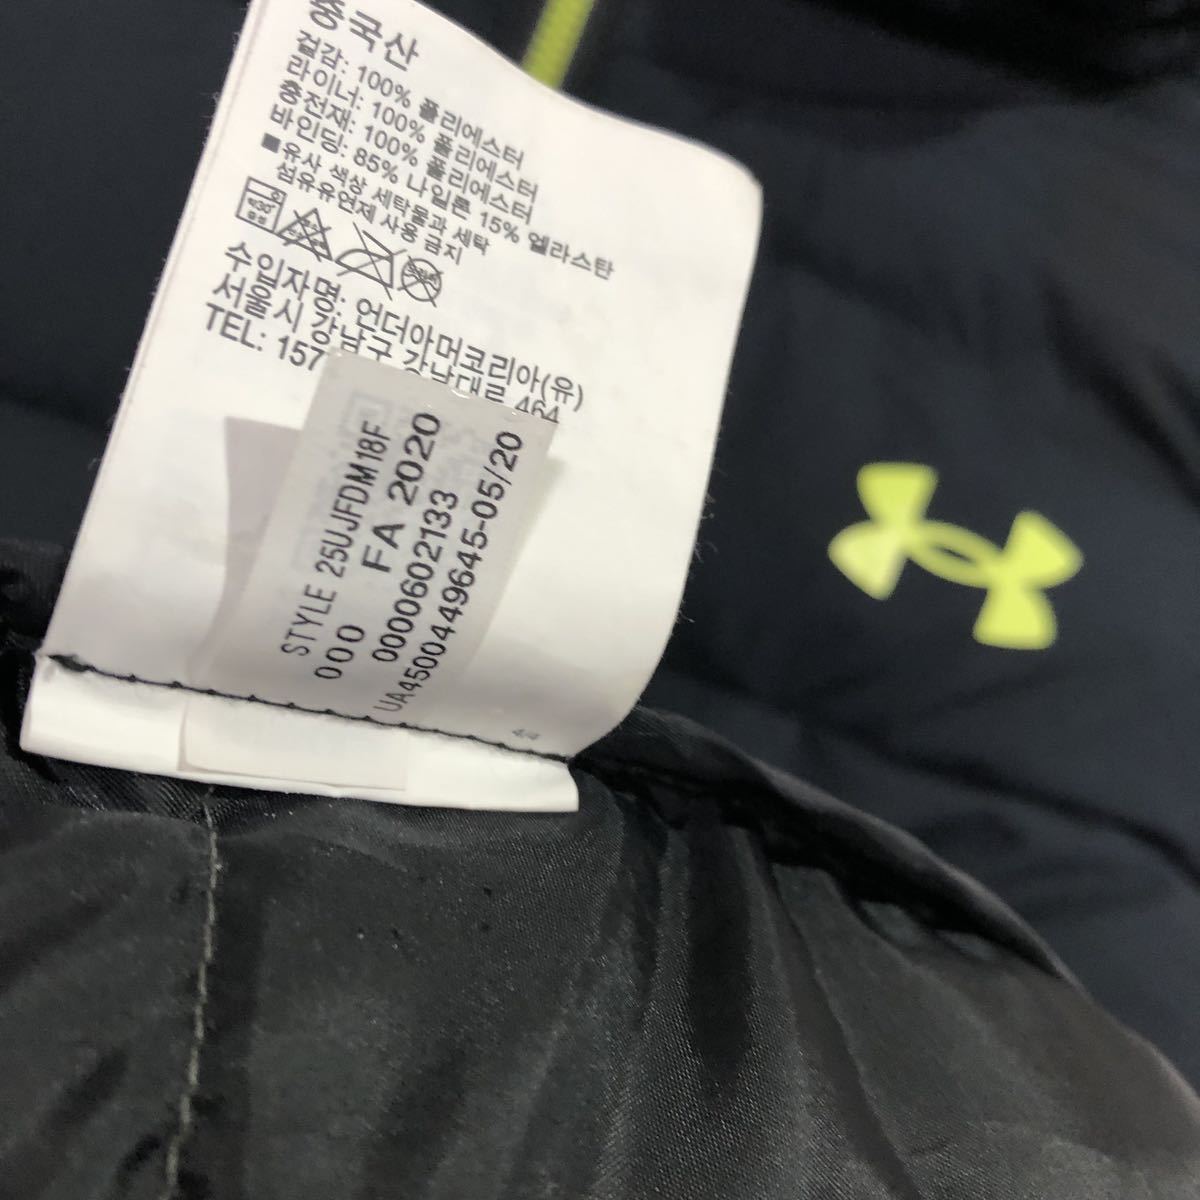 중국산
겉감: 100% 폴리에스터
라이너: 100% 폴리에스터
충전재: 100% 폴리에스터
바인딩: 85% 나일론 15% 엘라스탄
■유사 색상 세탁물과 세탁
섬유유연제 사용 금지
수입자명: 언더아머코리아(유)
서울시 강남구 강남대로 464
TEL: 157
STYLE 25UJFDM18F
000 FA 2020
0000602133
UA4500449645-05/20